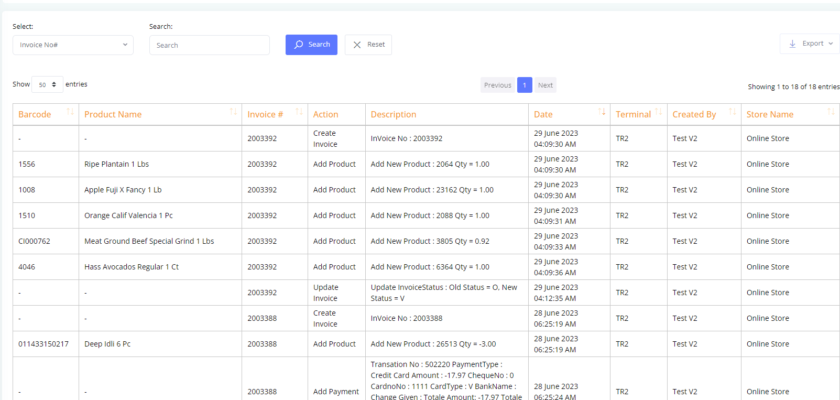 Select:
Search:
Invoice No#
Search
Search
Reset
Export
Show 50 entries
Previous 1 Next
Showing 1 to 18 of 18 entries
Barcode Product Name Invoice # Action Description Date Terminal Created By Store Name
- - 2003392 Create Invoice InVoice No : 2003392 29 June 2023 04:09:30 AM TR2 Test V2 Online Store
1556 Ripe Plantain 1 Lbs 2003392 Add Product Add New Product : 2064 Qty = 1.00 29 June 2023 04:09:30 AM TR2 Test V2 Online Store
1008 Apple Fuji X Fancy 1 Lb 2003392 Add Product Add New Product : 23162 Qty = 1.00 29 June 2023 04:09:30 AM TR2 Test V2 Online Store
1510 Orange Calif Valencia 1 Pc 2003392 Add Product Add New Product : 2088 Qty = 1.00 29 June 2023 04:09:31 AM TR2 Test V2 Online Store
CI000762 Meat Ground Beef Special Grind 1 Lbs 2003392 Add Product Add New Product : 3805 Qty = 0.92 29 June 2023 04:09:33 AM TR2 Test V2 Online Store
4046 Hass Avocados Regular 1 Ct 2003392 Add Product Add New Product : 6364 Qty = 1.00 29 June 2023 04:09:36 AM TR2 Test V2 Online Store
- - 2003392 Update Invoice Update InvoiceStatus : Old Status = O, New Status = V 29 June 2023 04:12:35 AM TR2 Test V2 Online Store
- - 2003388 Create Invoice InVoice No : 2003388 28 June 2023 06:25:19 AM TR2 Test V2 Online Store
011433150217 Deep Idli 6 Pc 2003388 Add Product Add New Product : 26513 Qty = -3.00 28 June 2023 06:25:19 AM TR2 Test V2 Online Store
- - 2003388 Add Payment Transation No : 502220 PaymentType : Credit Card Amount : -17.97 ChequeNo : 0 CardnoNo : 1111 CardType : V BankName : Change Given : Totale Amount: -17.97 Totale 28 June 2023 06:25:24 AM TR2 Test V2 Online Store